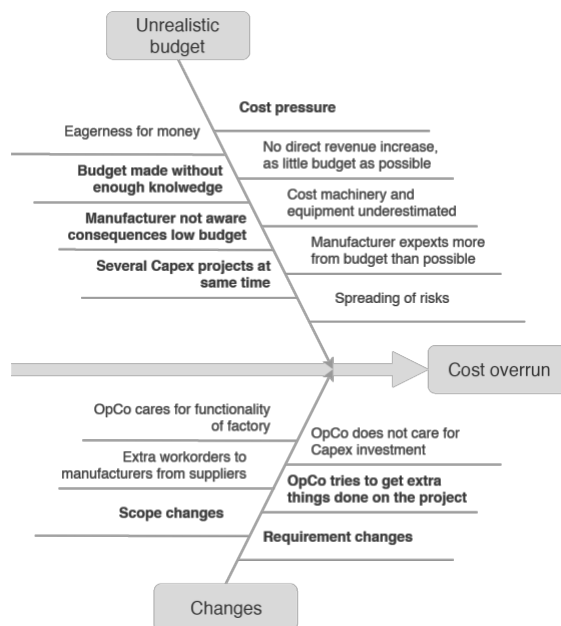 Unrealistic
budget
Cost pressure
Eagerness for money
No direct revenue increase,
as little budget as possible
Budget made without
enough knolwedge
Cost machinery and
equipment underestimated
Manufacturer not aware
consequences low budget
Manufacturer expexts more
from budget than possible
Several Capex projects at
same time
Spreading of risks
Cost overrun
OpCo cares for functionality
of factory
OpCo does not care for
Capex investment
Extra workorders to
manufacturers from suppliers
OpCo tries to get extra
things done on the project
Scope changes
Requirement changes
Changes